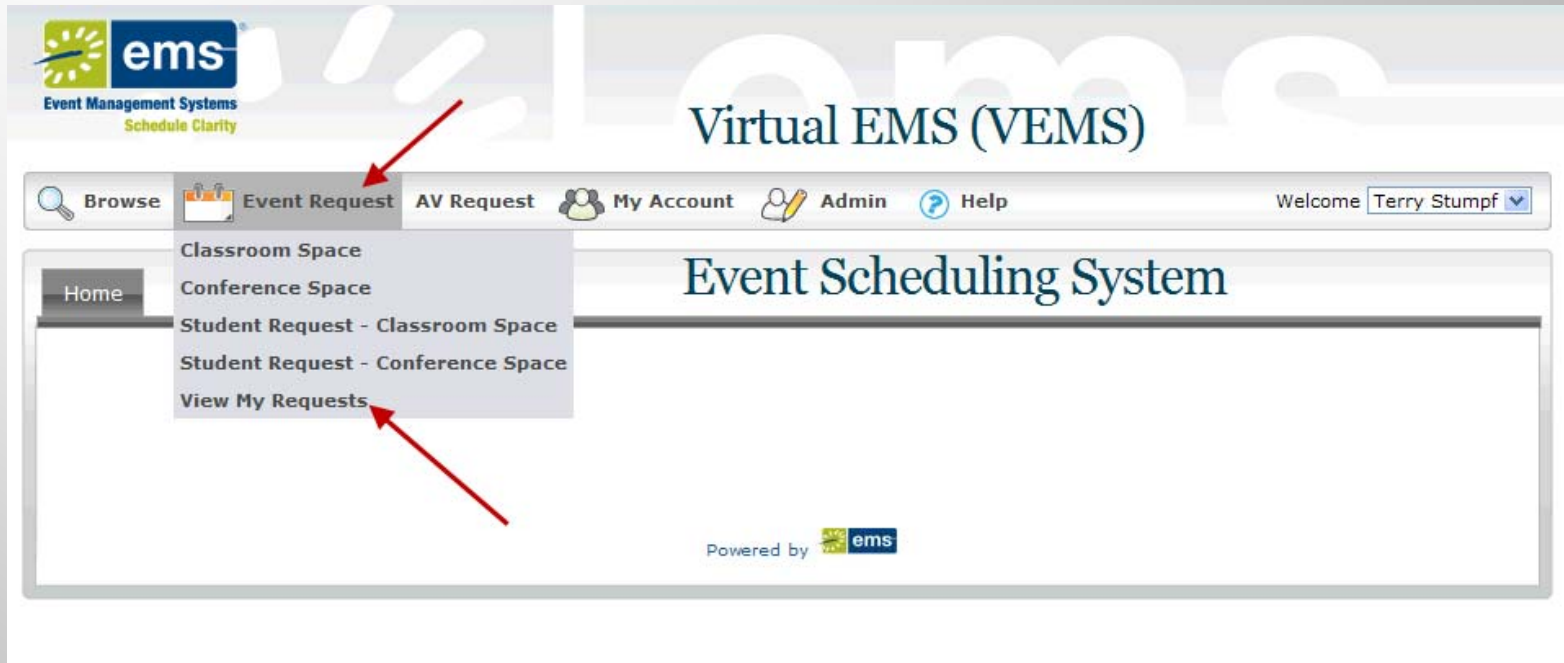 ems
Event Management Systems
Schedule Clarity
Virtual EMS (VEMS)
Browse Event Request AV Request My Account Admin Help Welcome Terry Stumpf
Classroom Space
Conference Space
Student Request - Classroom Space
Student Request - Conference Space
View My Requests
Home
Event Scheduling System
Powered by ems